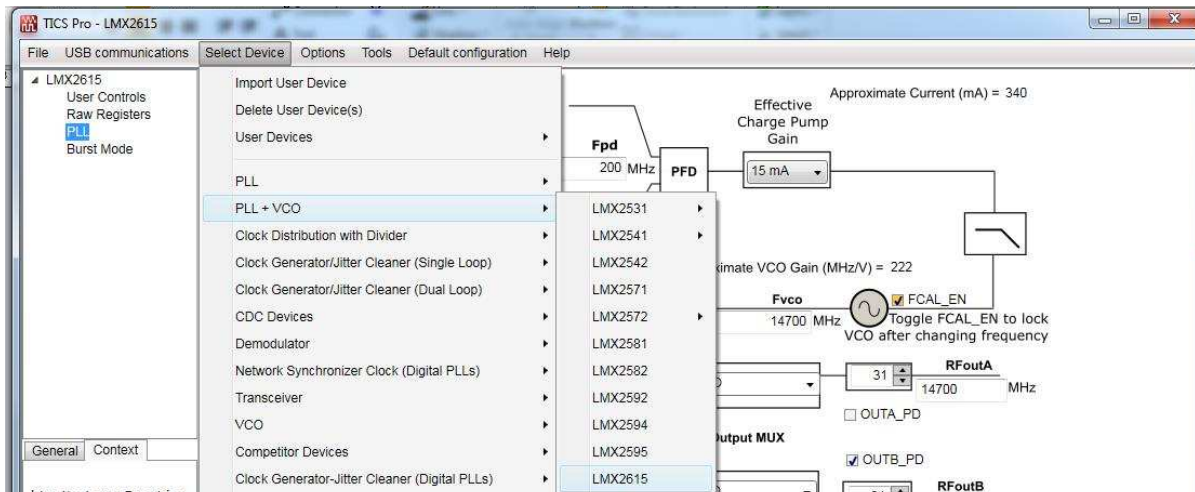 TICS Pro - LMX2615
File USB communications Select Device Options Tools Default configuration Help
LMX2615
User Controls
Raw Registers
PLL
Burst Mode
General Context
Import User Device
Delete User Device(s)
User Devices
PLL
PLL + VCO
Clock Distribution with Divider
Clock Generator/Jitter Cleaner (Single Loop)
Clock Generator/Jitter Cleaner (Dual Loop)
CDC Devices
Demodulator
Network Synchronizer Clock (Digital PLLs)
Transceiver
VCO
Competitor Devices
Clock Generator-Jitter Cleaner (Digital PLLs)
LMX2531
LMX2541
LMX2542
LMX2571
LMX2572
LMX2581
LMX2582
LMX2592
LMX2594
LMX2595
LMX2615
Approximate Current (mA) = 340
Effective
Charge Pump
Gain
15 mA
Fpd
200 MHz
PFD
VCO Gain (MHz/V) = 222
Fvco
14700 MHz
FCAL_EN
Toggle FCAL_EN to lock
VCO after changing frequency
31
RFoutA
14700 MHz
OUTA_PD
Output MUX
OUTB_PD
RFoutB